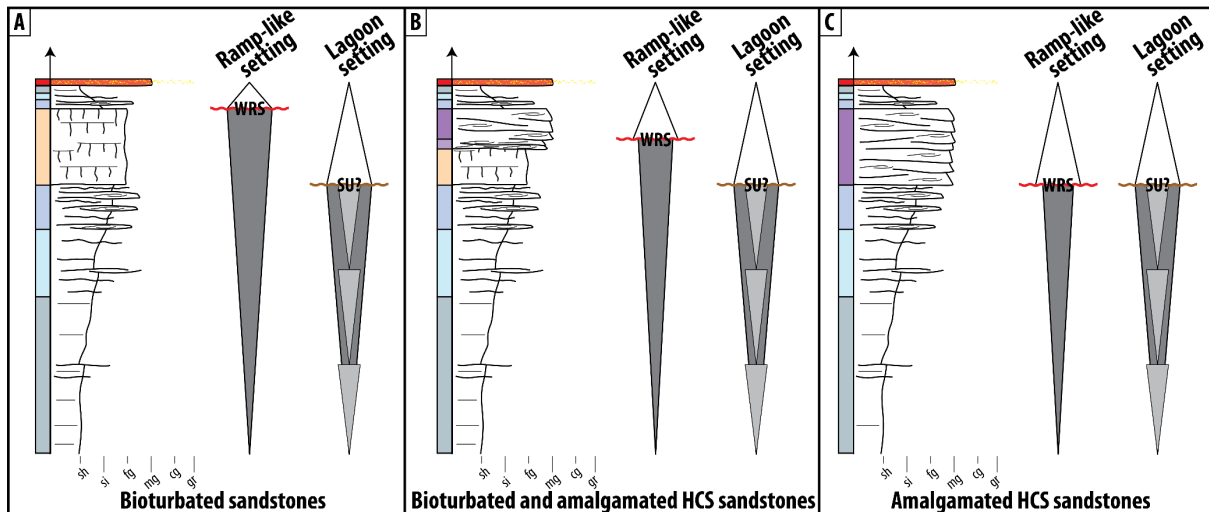 A
Ramp-like
setting
Lagoon
setting
WRS
SU?
sh
si
fg
mg
cg
gr
Bioturbated sandstones
B
Ramp-like
setting
Lagoon
setting
WRS
SU?
sh
si
fg
mg
cg
gr
Bioturbated and amalgamated HCS sandstones
C
Ramp-like
setting
Lagoon
setting
WRS
SU?
sh
si
fg
mg
cg
gr
Amalgamated HCS sandstones